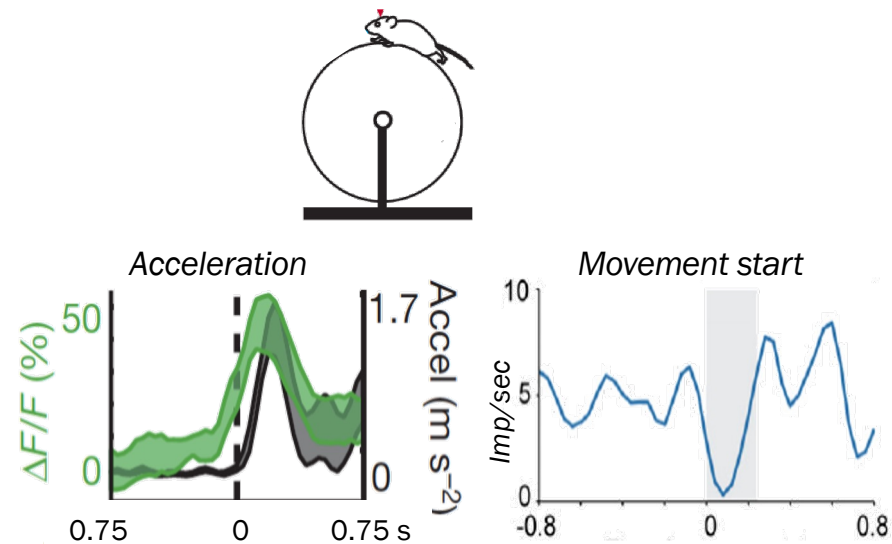 Acceleration
ΔF/F (%)
50
0
1.7
0
Accel (m s⁻²)
0.75
0
0.75 s
Movement start
Imp/sec
10
5
0
-0.8
0
0.8